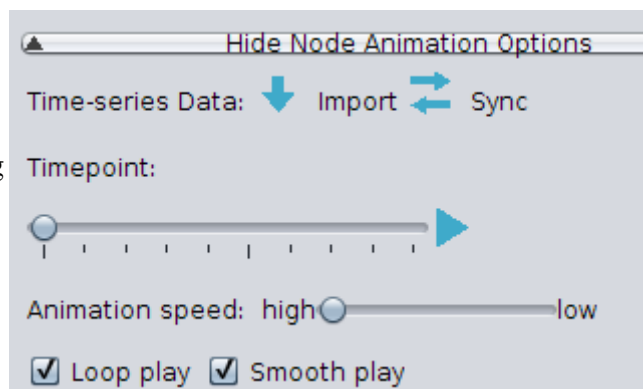 Hide Node Animation Options
Time-series Data: Import Sync
g Timepoint:
Animation speed: high low
Loop play Smooth play